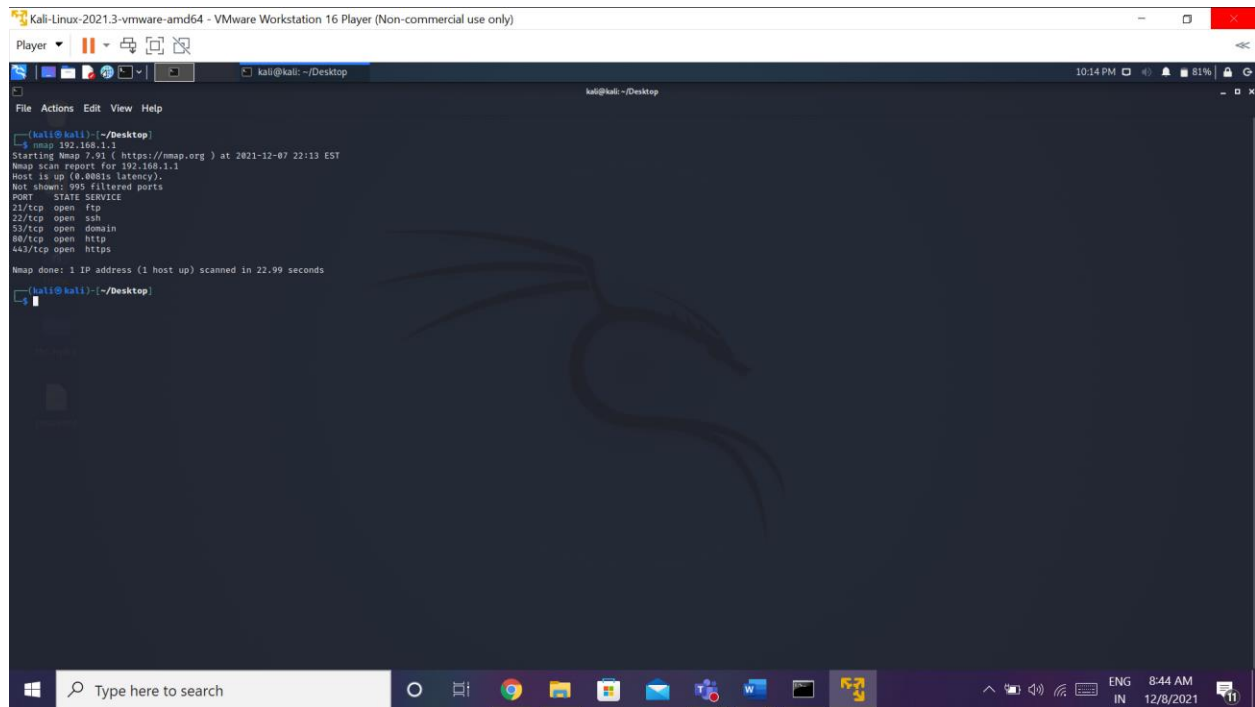 Kali-Linux-2021.3-vmware-amd64 - VMware Workstation 16 Player (Non-commercial use only)
Player
kali@kali: ~/Desktop
10:14 PM
81%
kali@kali: ~/Desktop
File Actions Edit View Help
(kali㉿kali)-[~/Desktop]
$ nmap 192.168.1.1
Starting Nmap 7.91 ( https://nmap.org ) at 2021-12-07 22:13 EST
Nmap scan report for 192.168.1.1
Host is up (0.0081s latency).
Not shown: 995 filtered ports
PORT STATE SERVICE
21/tcp open ftp
22/tcp open ssh
53/tcp open domain
80/tcp open http
443/tcp open https
Nmap done: 1 IP address (1 host up) scanned in 22.99 seconds
(kali㉿kali)-[~/Desktop]
$
Type here to search
ENG
IN
8:44 AM
12/8/2021
11